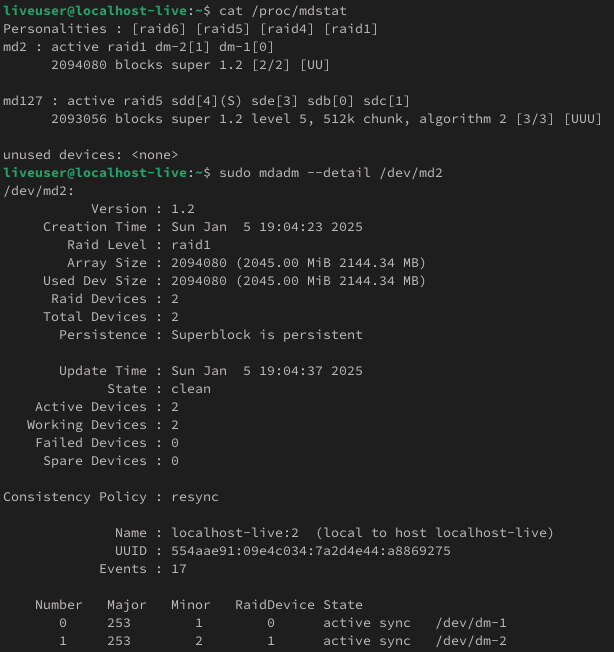 liveuser@localhost-live:~$ cat /proc/mdstat
Personalities : [raid6] [raid5] [raid4] [raid1]
md2 : active raid1 dm-2[1] dm-1[0]
      2094080 blocks super 1.2 [2/2] [UU]

md127 : active raid5 sdd[4](S) sde[3] sdb[0] sdc[1]
      2093056 blocks super 1.2 level 5, 512k chunk, algorithm 2 [3/3] [UUU]

unused devices: <none>
liveuser@localhost-live:~$ sudo mdadm --detail /dev/md2
/dev/md2:
           Version : 1.2
     Creation Time : Sun Jan  5 19:04:23 2025
        Raid Level : raid1
        Array Size : 2094080 (2045.00 MiB 2144.34 MB)
     Used Dev Size : 2094080 (2045.00 MiB 2144.34 MB)
      Raid Devices : 2
     Total Devices : 2
       Persistence : Superblock is persistent

       Update Time : Sun Jan  5 19:04:37 2025
             State : clean
    Active Devices : 2
   Working Devices : 2
    Failed Devices : 0
     Spare Devices : 0

Consistency Policy : resync

              Name : localhost-live:2  (local to host localhost-live)
              UUID : 554aae91:09e4c034:7a2d4e44:a8869275
            Events : 17

    Number   Major   Minor   RaidDevice State
       0     253        1        0      active sync   /dev/dm-1
       1     253        2        1      active sync   /dev/dm-2